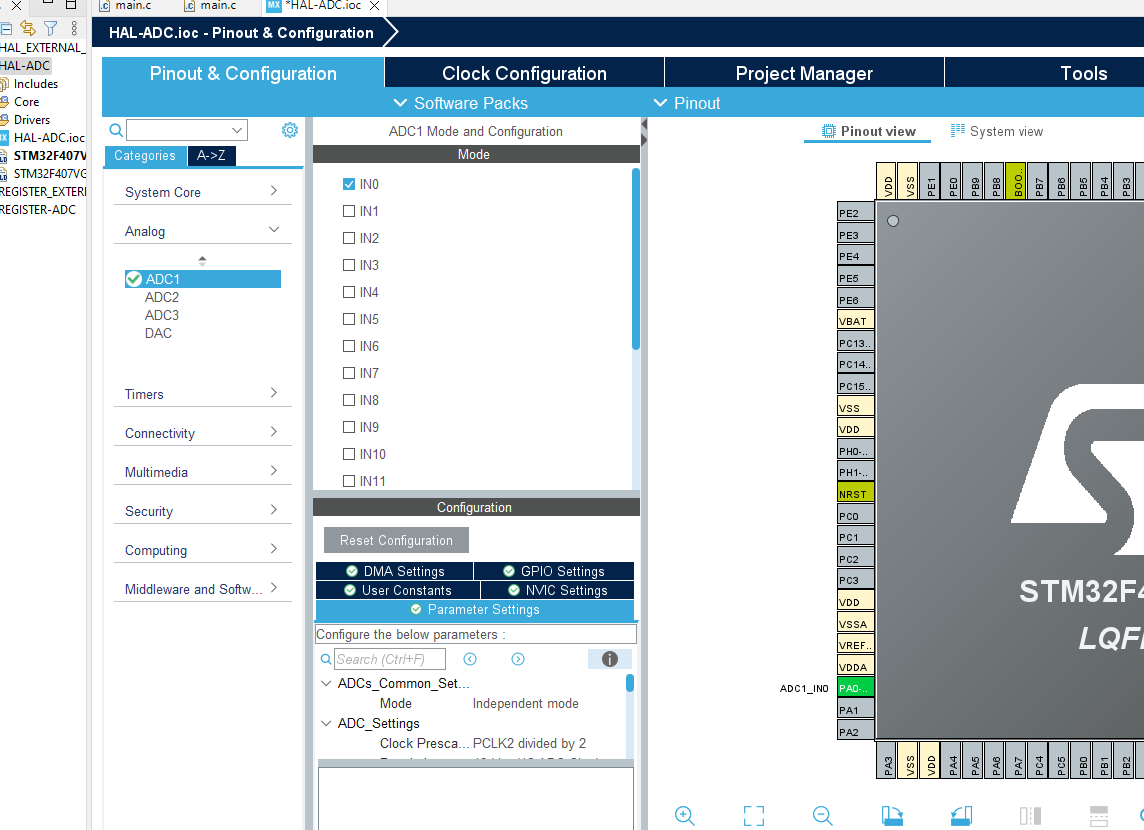 main.c
main.c
*HAL-ADC.ioc
HAL_EXTERNAL_
HAL-ADC
Includes
Core
Drivers
HAL-ADC.ioc
STM32F407V
STM32F407VG
REGISTER_EXTERI
REGISTER-ADC
HAL-ADC.ioc - Pinout & Configuration
Pinout & Configuration
Clock Configuration
Project Manager
Tools
Software Packs
Pinout
Categories
A->Z
System Core
Analog
ADC1
ADC2
ADC3
DAC
Timers
Connectivity
Multimedia
Security
Computing
Middleware and Softw...
ADC1 Mode and Configuration
Mode
IN0
IN1
IN2
IN3
IN4
IN5
IN6
IN7
IN8
IN9
IN10
IN11
Configuration
Reset Configuration
DMA Settings
GPIO Settings
User Constants
NVIC Settings
Parameter Settings
Configure the below parameters :
Search (Ctrl+F)
ADCs_Common_Set...
Mode Independent mode
ADC_Settings
Clock Presca... PCLK2 divided by 2
Pinout view
System view
VDD
VSS
PE1
PE0
PB9
PB8
BO..
PB7
PB6
PB5
PB4
PB3
PE2
PE3
PE4
PE5
PE6
VBAT
PC13..
PC14..
PC15..
VSS
VDD
PH0-..
PH1-..
NRST
PC0
PC1
PC2
PC3
VDD
VSSA
VREF..
VDDA
ADC1_IN0
PA0-..
PA1
PA2
STM32F4
LQF
PA3
VSS
VDD
PA4
PA5
PA6
PA7
PC4
PC5
PB0
PB1
PB2